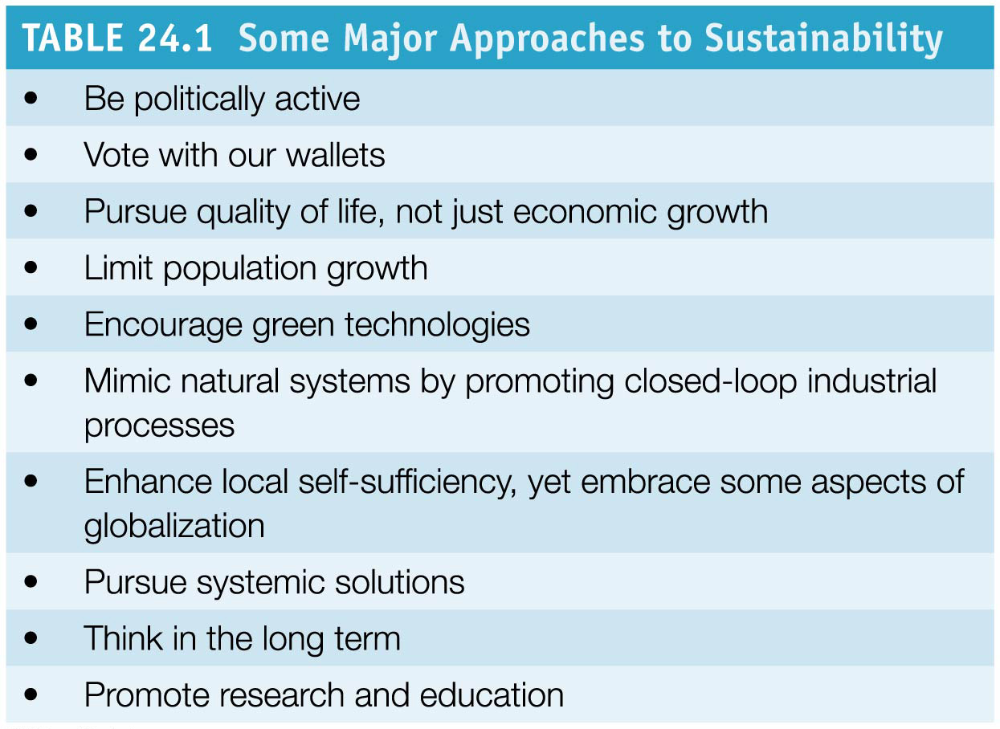 TABLE 24.1 Some Major Approaches to Sustainability
• Be politically active
• Vote with our wallets
• Pursue quality of life, not just economic growth
• Limit population growth
• Encourage green technologies
• Mimic natural systems by promoting closed-loop industrial
processes
• Enhance local self-sufficiency, yet embrace some aspects of
globalization
• Pursue systemic solutions
• Think in the long term
• Promote research and education